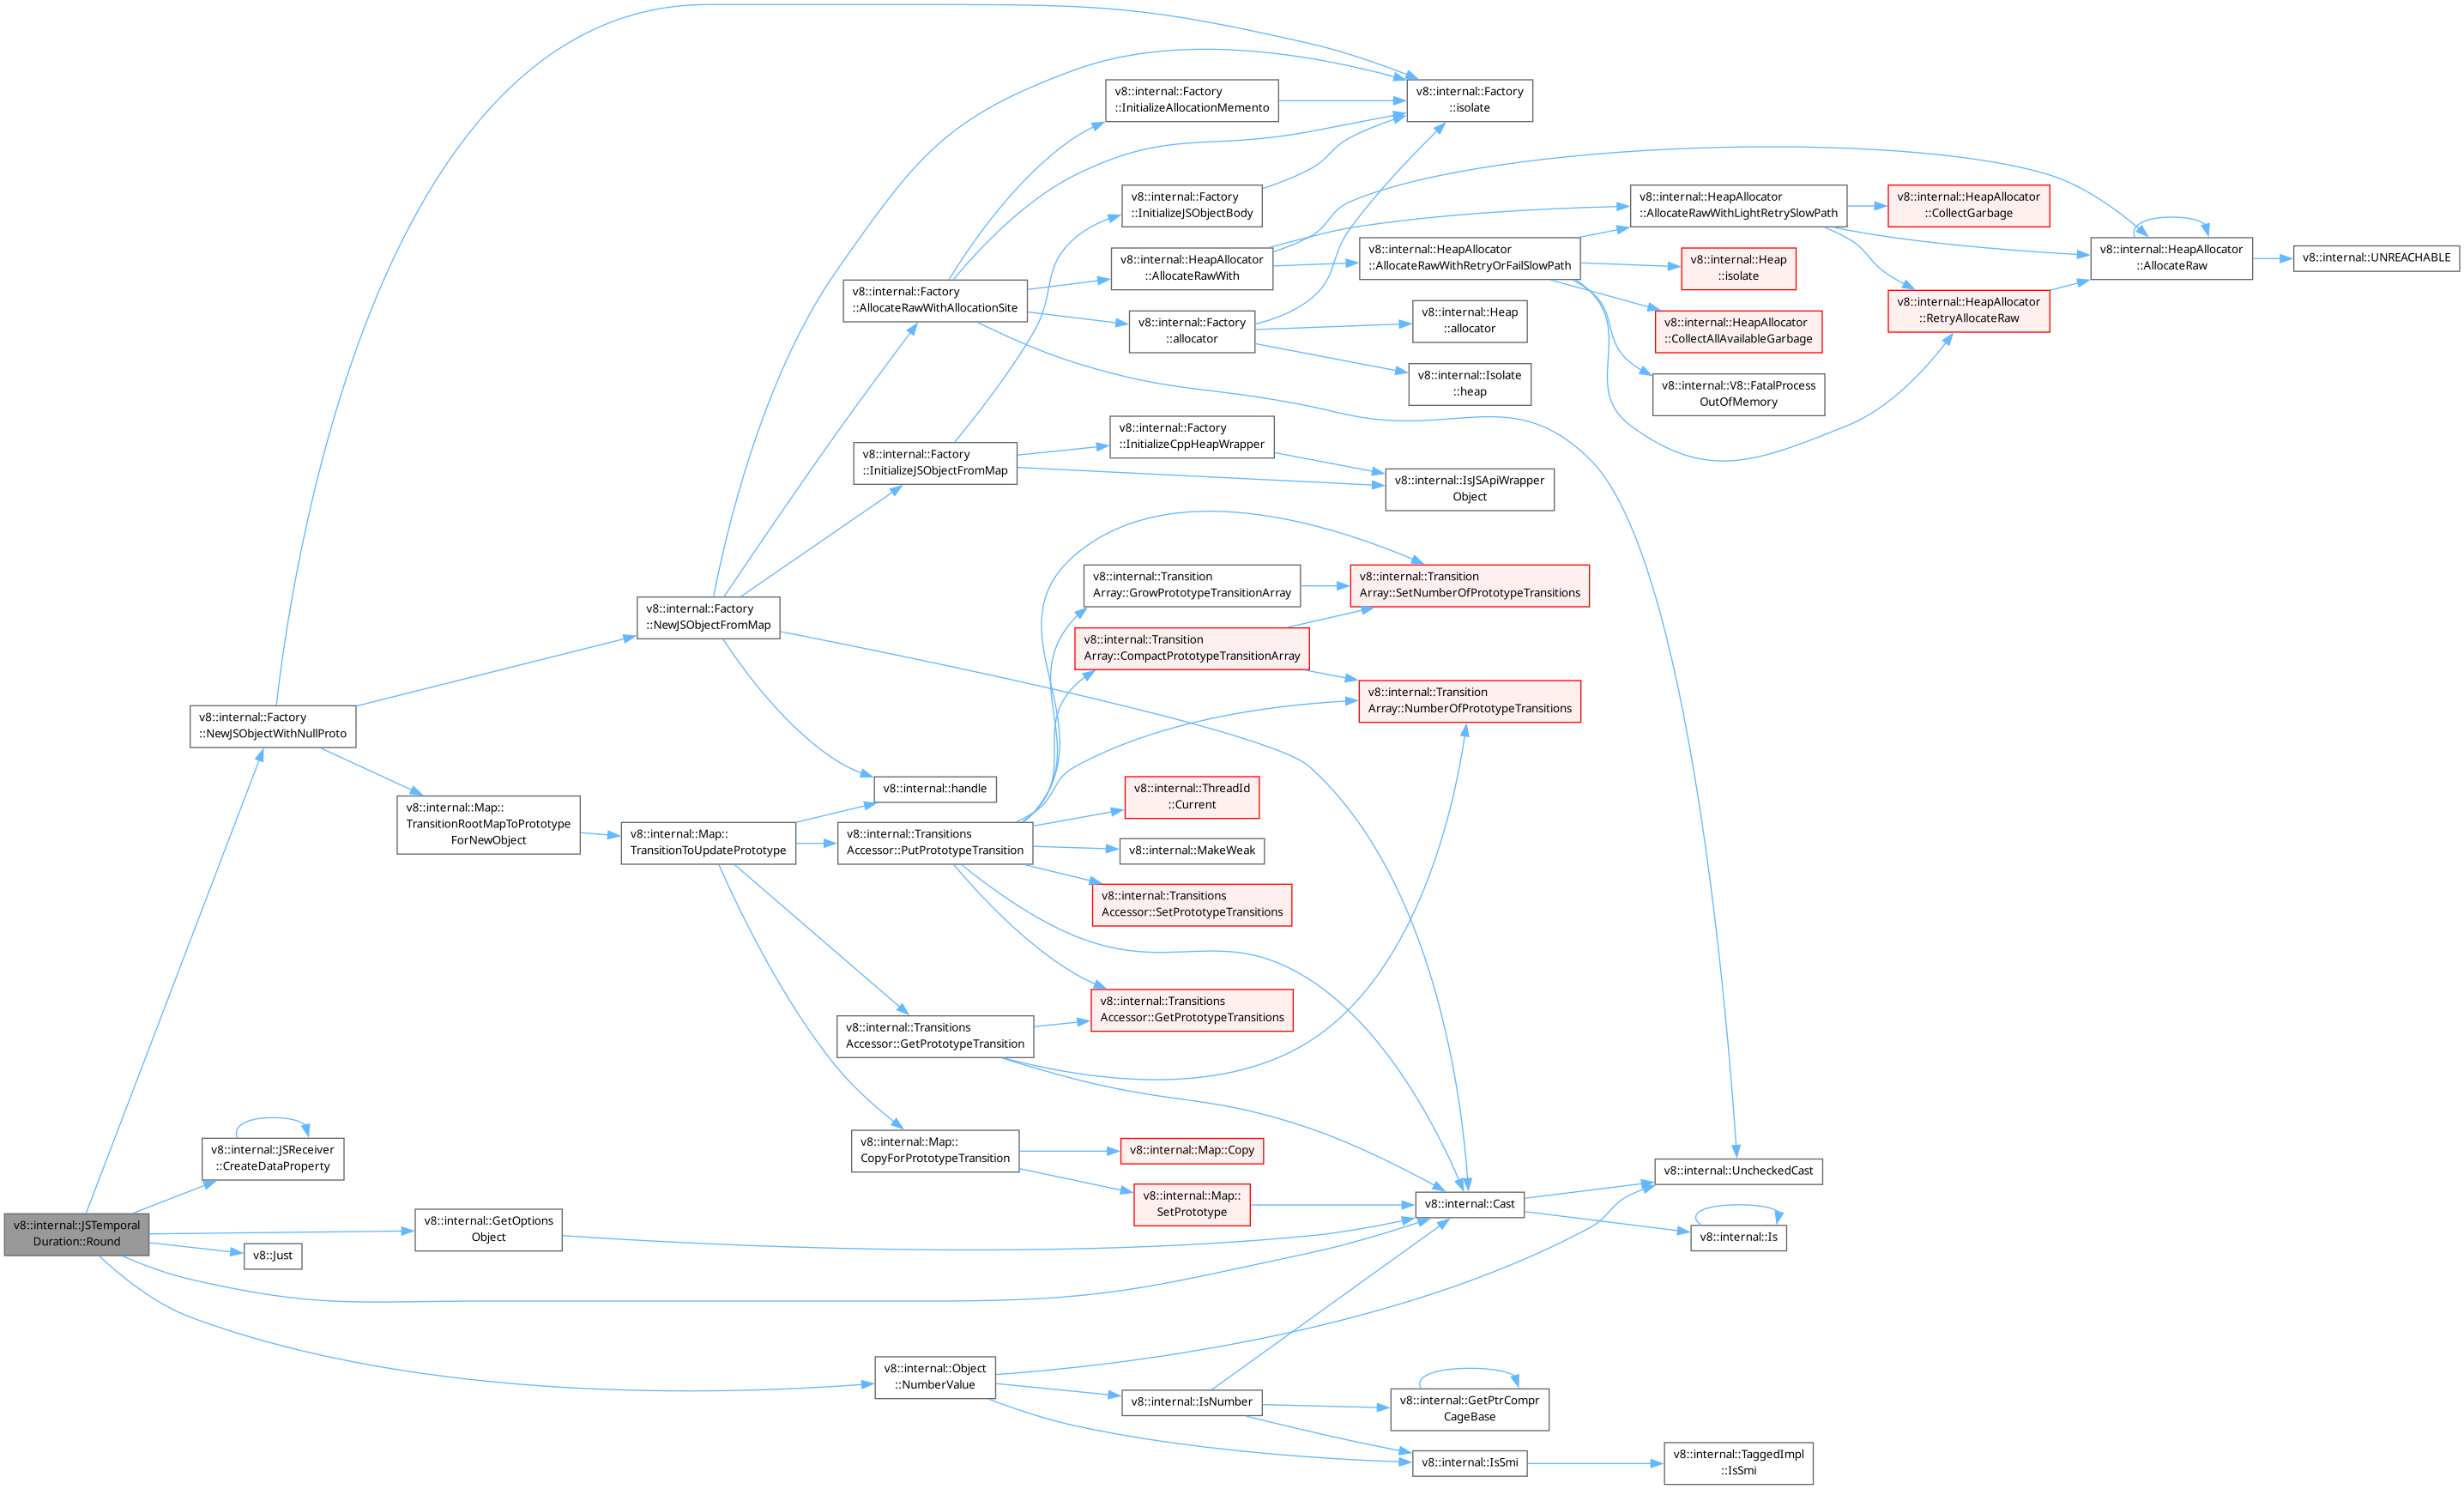 v8::internal::JSTemporal
Duration::Round
v8::internal::Factory
::NewJSObjectWithNullProto
v8::internal::JSReceiver
::CreateDataProperty
v8::Just
v8::internal::Map::
TransitionRootMapToPrototype
ForNewObject
v8::internal::GetOptions
Object
v8::internal::Factory
::NewJSObjectFromMap
v8::internal::Map::
TransitionToUpdatePrototype
v8::internal::Factory
::AllocateRawWithAllocationSite
v8::internal::Factory
::InitializeJSObjectFromMap
v8::internal::handle
v8::internal::Transitions
Accessor::PutPrototypeTransition
v8::internal::Transitions
Accessor::GetPrototypeTransition
v8::internal::Map::
CopyForPrototypeTransition
v8::internal::Object
::NumberValue
v8::internal::Factory
::InitializeAllocationMemento
v8::internal::Factory
::InitializeJSObjectBody
v8::internal::HeapAllocator
::AllocateRawWith
v8::internal::Factory
::allocator
v8::internal::Factory
::InitializeCppHeapWrapper
v8::internal::Transition
Array::GrowPrototypeTransitionArray
v8::internal::Transition
Array::CompactPrototypeTransitionArray
v8::internal::ThreadId
::Current
v8::internal::MakeWeak
v8::internal::Transitions
Accessor::SetPrototypeTransitions
v8::internal::Transitions
Accessor::GetPrototypeTransitions
v8::internal::Map::Copy
v8::internal::Map::
SetPrototype
v8::internal::IsNumber
v8::internal::Factory
::isolate
v8::internal::HeapAllocator
::AllocateRawWithRetryOrFailSlowPath
v8::internal::Heap
::allocator
v8::internal::Isolate
::heap
v8::internal::IsJSApiWrapper
Object
v8::internal::Transition
Array::SetNumberOfPrototypeTransitions
v8::internal::Transition
Array::NumberOfPrototypeTransitions
v8::internal::Cast
v8::internal::GetPtrCompr
CageBase
v8::internal::IsSmi
v8::internal::HeapAllocator
::AllocateRawWithLightRetrySlowPath
v8::internal::Heap
::isolate
v8::internal::HeapAllocator
::CollectAllAvailableGarbage
v8::internal::V8::FatalProcess
OutOfMemory
v8::internal::UncheckedCast
v8::internal::Is
v8::internal::TaggedImpl
::IsSmi
v8::internal::HeapAllocator
::CollectGarbage
v8::internal::HeapAllocator
::RetryAllocateRaw
v8::internal::HeapAllocator
::AllocateRaw
v8::internal::UNREACHABLE